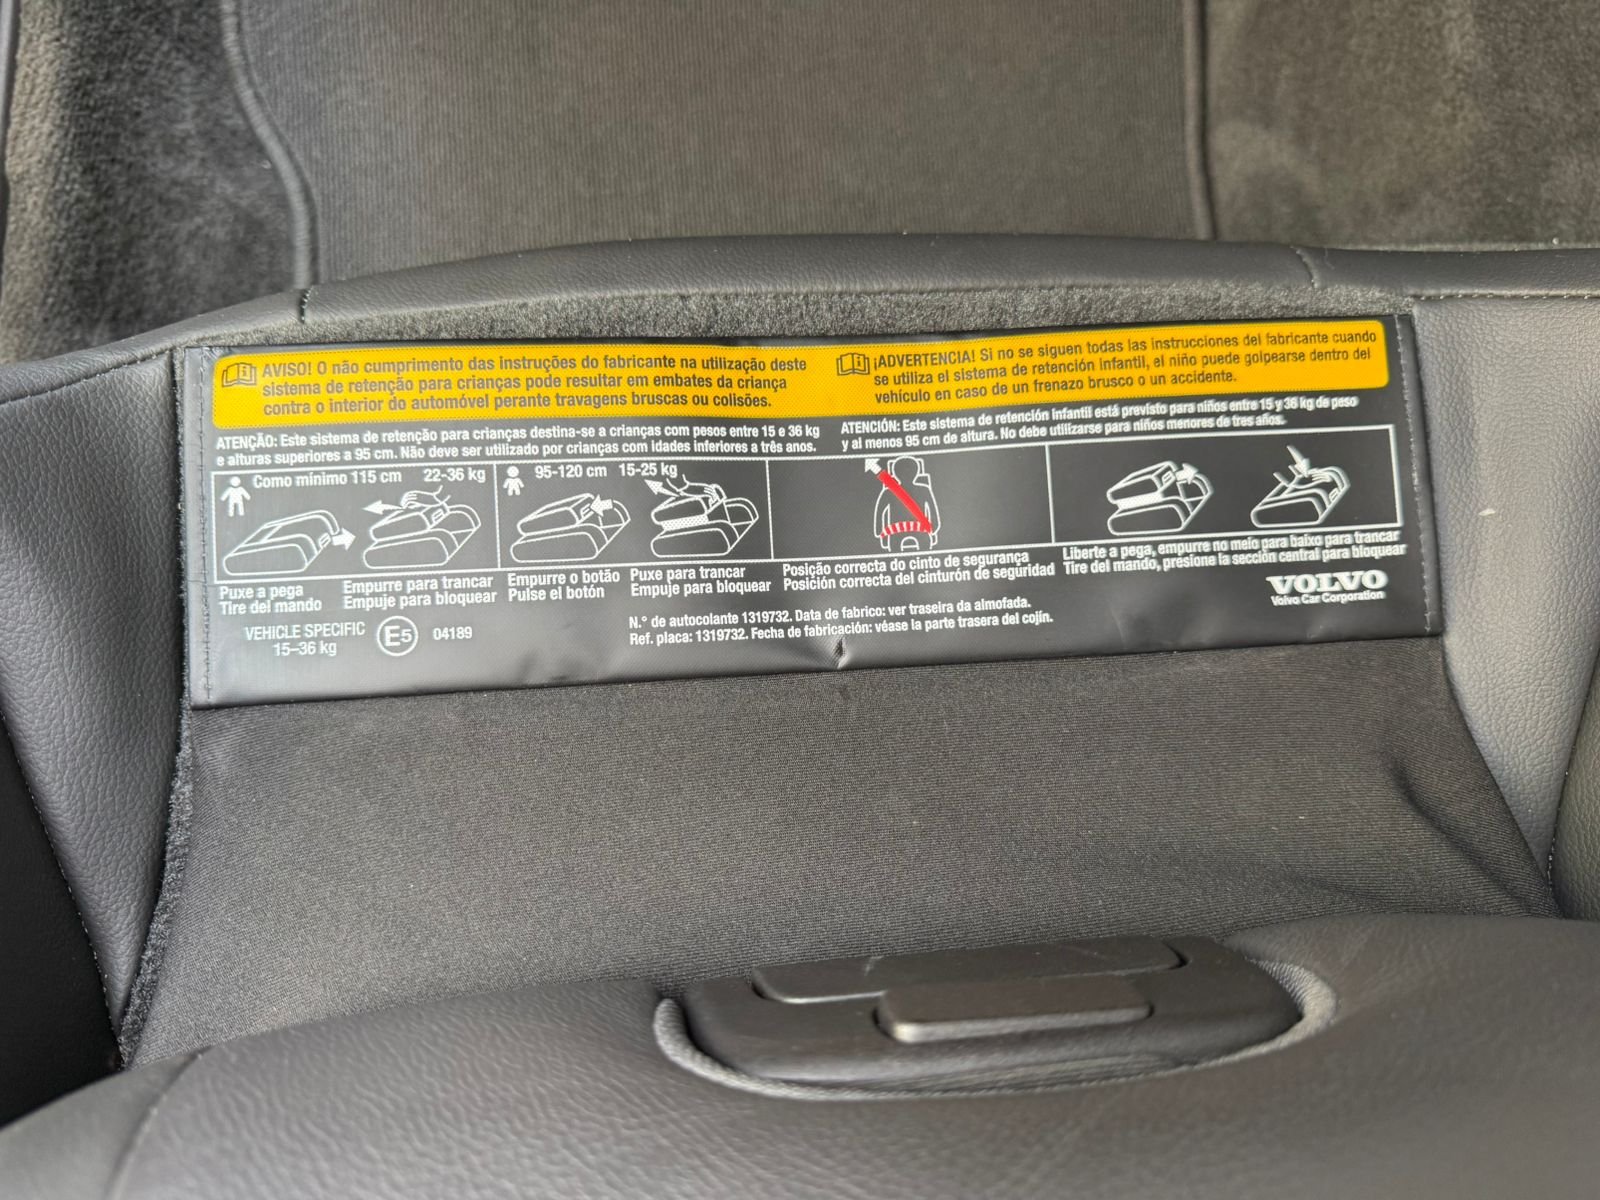 AVISO! O não cumprimento das instruções do fabricante na utilização deste
sistema de retenção para crianças pode resultar em embates da criança
contra o interior do automóvel perante travagens bruscas ou colisões.
¡ADVERTENCIA! Si no se siguen todas las instrucciones del fabricante cuando
se utiliza el sistema de retención infantil, el niño puede golpearse dentro del
vehículo en caso de un frenazo brusco o un accidente.
ATENÇÃO: Este sistema de retenção para crianças destina-se a crianças com pesos entre 15 e 36 kg
e alturas superiores a 95 cm. Não deve ser utilizado por crianças com idades inferiores a três anos.
ATENCIÓN: Este sistema de retención infantil está previsto para niños entre 15 y 36 kg de peso
y al menos 95 cm de altura. No debe utilizarse para niños menores de tres años.
Como mínimo 115 cm 22-36 kg
95-120 cm 15-25 kg
Puxe a pega
Tire del mando
Empurre para trancar
Empuje para bloquear
Empurre o botão
Pulse el botón
Puxe para trancar
Empuje para bloquear
Posição correcta do cinto de segurança
Posición correcta del cinturón de seguridad
Liberte a pega, empurre no meio para baixo para trancar
Tire del mando, presione la sección central para bloquear
VEHICLE SPECIFIC
15–36 kg
E5
04189
N.° de autocolante 1319732. Data de fabrico: ver traseira da almofada.
Ref. placa: 1319732. Fecha de fabricación: véase la parte trasera del cojín.
VOLVO
Volvo Car Corporation